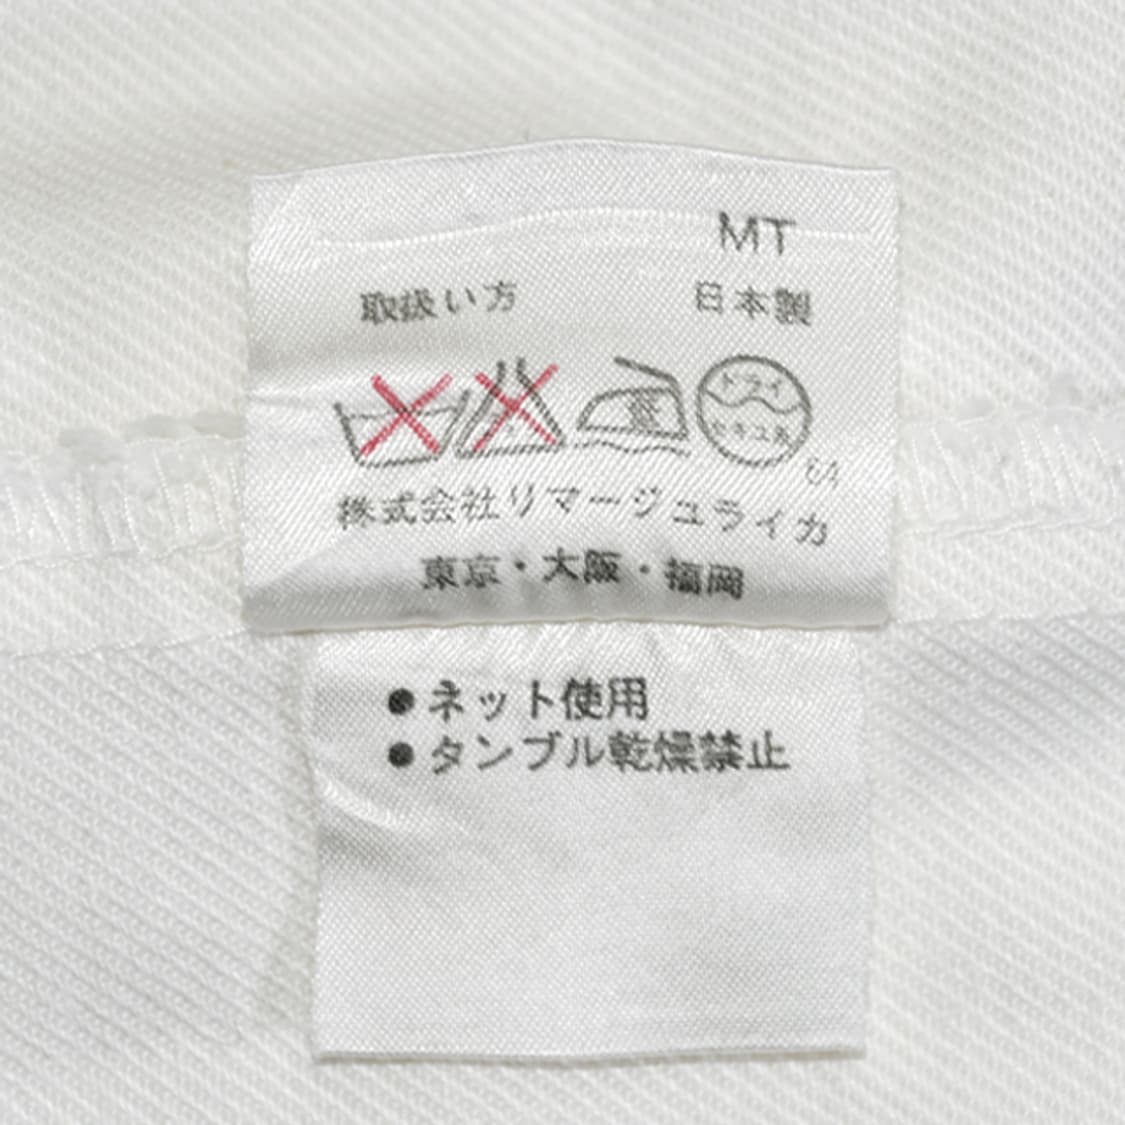 MT
取扱い方 日本製
ドライ
セキユ系
64
株式会社リマージュライカ
東京・大阪・福岡
●ネット使用
●タンブル乾燥禁止